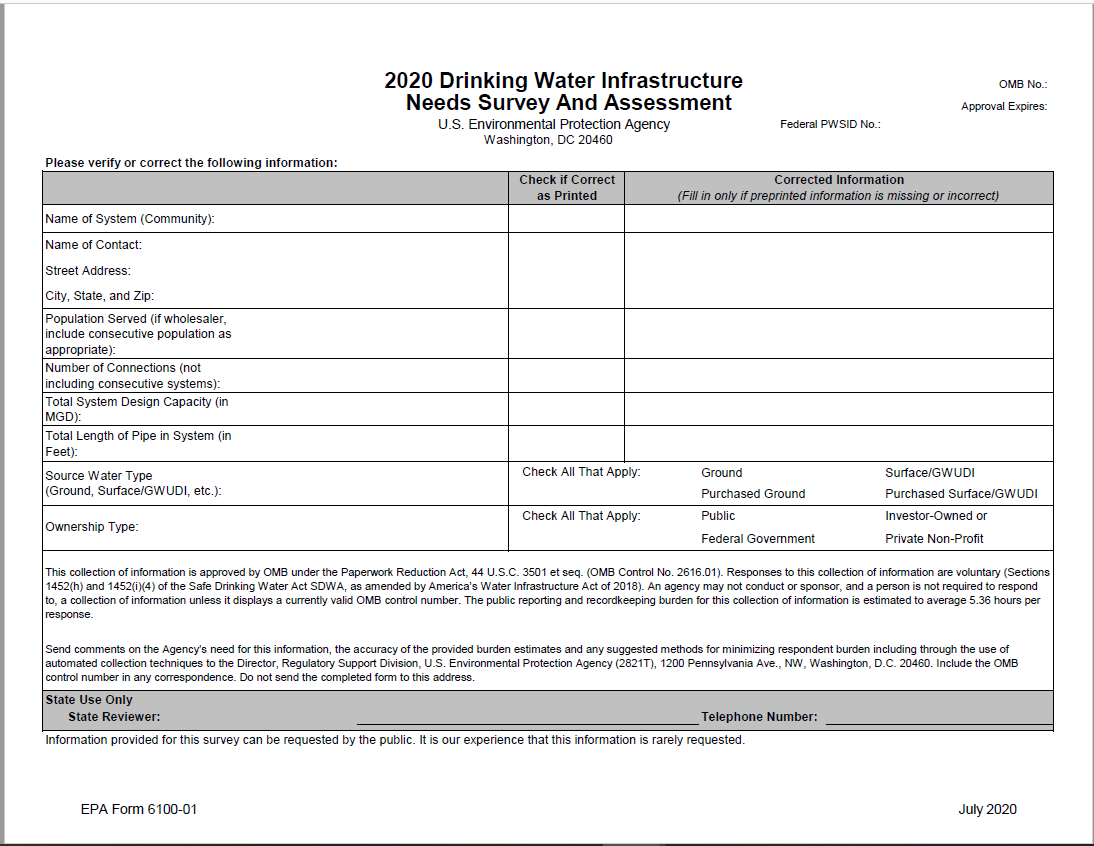 2020 Drinking Water Infrastructure
Needs Survey And Assessment
U.S. Environmental Protection Agency
Washington, DC 20460
OMB No.:
Approval Expires:
Federal PWSID No.:
Please verify or correct the following information:
Check if Correct
as Printed
Corrected Information
(Fill in only if preprinted information is missing or incorrect)
Name of System (Community):
Name of Contact:
Street Address:
City, State, and Zip:
Population Served (if wholesaler,
include consecutive population as
appropriate):
Number of Connections (not
including consecutive systems):
Total System Design Capacity (in
MGD):
Total Length of Pipe in System (in
Feet):
Source Water Type
(Ground, Surface/GWUDI, etc.):
Check All That Apply:
Ground
Surface/GWUDI
Purchased Ground
Purchased Surface/GWUDI
Ownership Type:
Check All That Apply:
Public
Investor-Owned or
Federal Government
Private Non-Profit
This collection of information is approved by OMB under the Paperwork Reduction Act, 44 U.S.C. 3501 et seq. (OMB Control No. 2616.01). Responses to this collection of information are voluntary (Sections
1452(h) and 1452(i)(4) of the Safe Drinking Water Act SDWA, as amended by America's Water Infrastructure Act of 2018). An agency may not conduct or sponsor, and a person is not required to respond
to, a collection of information unless it displays a currently valid OMB control number. The public reporting and recordkeeping burden for this collection of information is estimated to average 5.36 hours per
response.
Send comments on the Agency's need for this information, the accuracy of the provided burden estimates and any suggested methods for minimizing respondent burden including through the use of
automated collection techniques to the Director, Regulatory Support Division, U.S. Environmental Protection Agency (2821T), 1200 Pennsylvania Ave., NW, Washington, D.C. 20460. Include the OMB
control number in any correspondence. Do not send the completed form to this address.
State Use Only
State Reviewer:
Telephone Number:
Information provided for this survey can be requested by the public. It is our experience that this information is rarely requested.
EPA Form 6100-01
July 2020